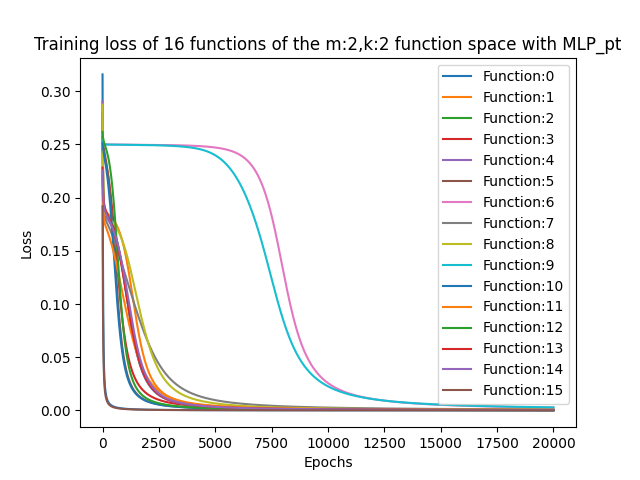 Training loss of 16 functions of the m:2,k:2 function space with MLP_pt
Loss
0.30
0.25
0.20
0.15
0.10
0.05
0.00
Function:0
Function:1
Function:2
Function:3
Function:4
Function:5
Function:6
Function:7
Function:8
Function:9
Function:10
Function:11
Function:12
Function:13
Function:14
Function:15
0 2500 5000 7500 10000 12500 15000 17500 20000
Epochs